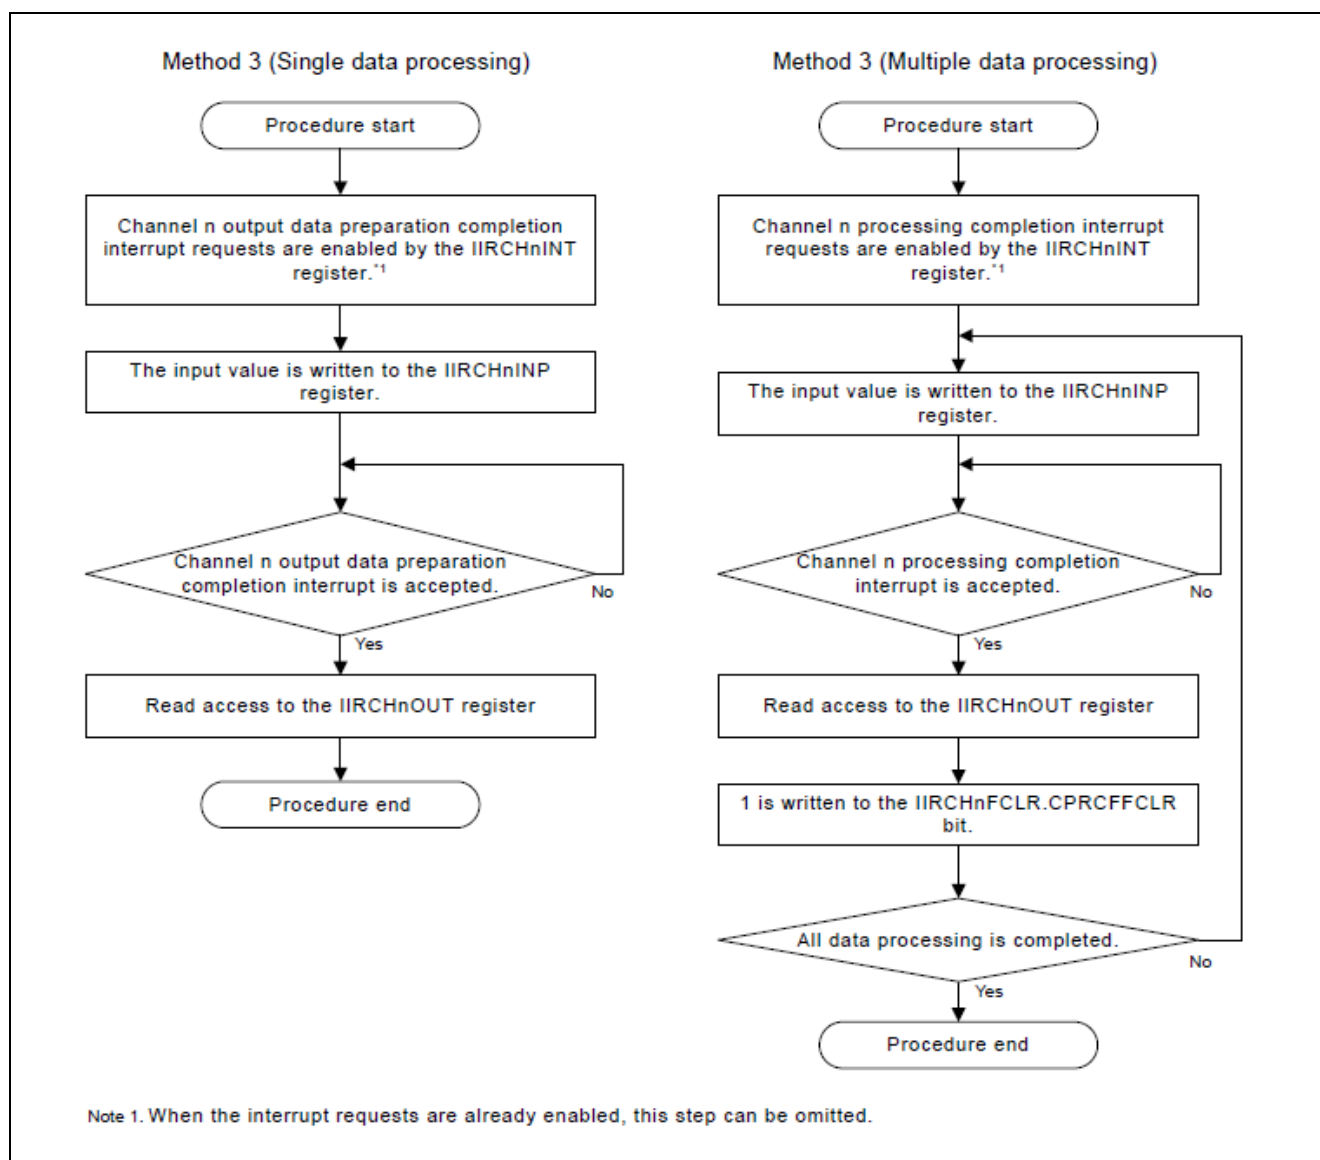 Method 3 (Single data processing)
Procedure start
Channel n output data preparation completion
interrupt requests are enabled by the IIRCHnINT
register.*1
The input value is written to the IIRCHnINP
register.
Channel n output data preparation
completion interrupt is accepted.
No
Yes
Read access to the IIRCHnOUT register
Procedure end
Method 3 (Multiple data processing)
Procedure start
Channel n processing completion interrupt
requests are enabled by the IIRCHnINT
register.*1
The input value is written to the IIRCHnINP
register.
Channel n processing completion
interrupt is accepted.
No
Yes
Read access to the IIRCHnOUT register
1 is written to the IIRCHnFCLR.CPRCFFCLR
bit.
All data processing is completed.
No
Yes
Procedure end
Note 1. When the interrupt requests are already enabled, this step can be omitted.